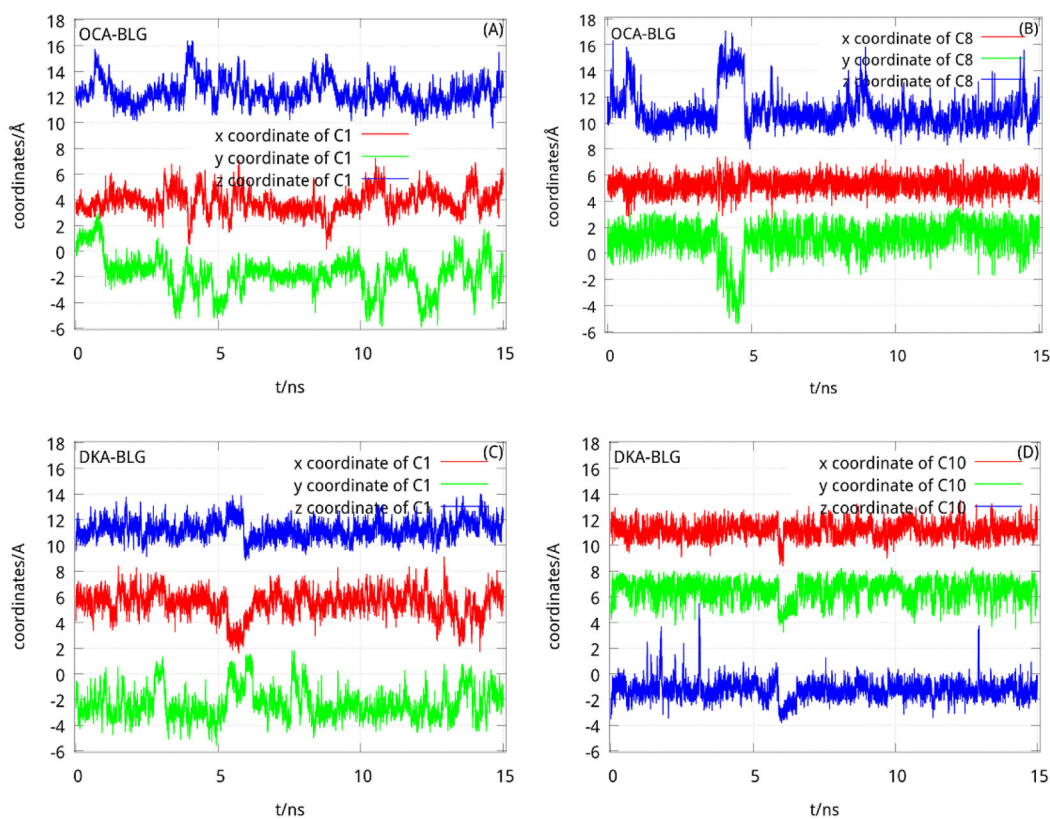 OCA-BLG
(A)
x coordinate of C1
y coordinate of C1
z coordinate of C1
coordinates/Å
18
16
14
12
10
8
6
4
2
0
-2
-4
-6
0 5 10 15
t/ns
OCA-BLG
(B)
x coordinate of C8
y coordinate of C8
z coordinate of C8
coordinates/Å
18
16
14
12
10
8
6
4
2
0
-2
-4
-6
0 5 10 15
t/ns
DKA-BLG
(C)
x coordinate of C1
y coordinate of C1
z coordinate of C1
coordinates/Å
18
16
14
12
10
8
6
4
2
0
-2
-4
-6
0 5 10 15
t/ns
DKA-BLG
(D)
x coordinate of C10
y coordinate of C10
z coordinate of C10
coordinates/Å
18
16
14
12
10
8
6
4
2
0
-2
-4
-6
0 5 10 15
t/ns